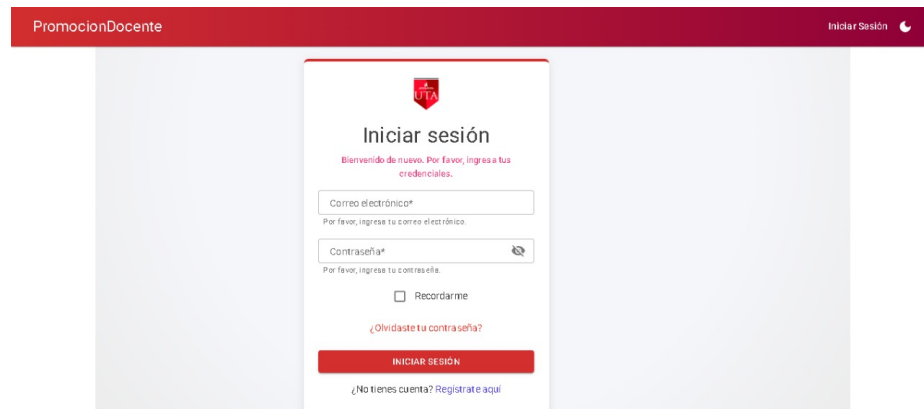 PromocionDocente
Iniciar Sesión
UTA
Iniciar sesión
Bienvenido de nuevo. Por favor, ingresa tus
credenciales.
Correo electrónico*
Por favor, ingresa tu correo electrónico.
Contraseña*
Por favor, ingresa tu contraseña.
Recordarme
¿Olvidaste tu contraseña?
INICIAR SESIÓN
¿No tienes cuenta? Regístrate aquí